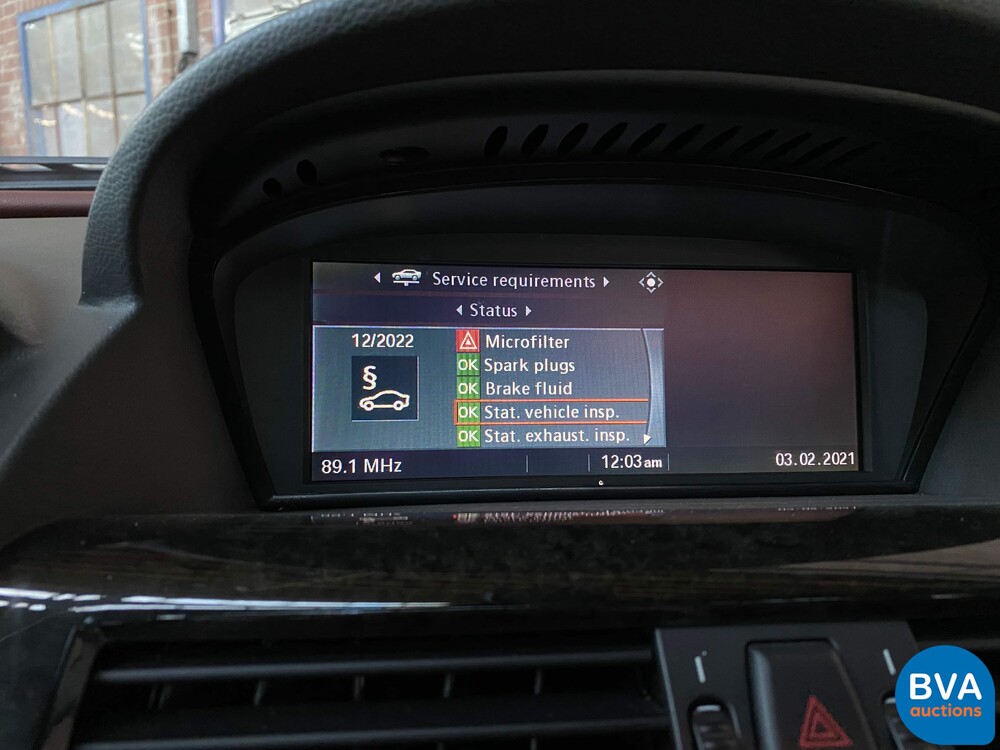 Service requirements
Status
12/2022
§
Microfilter
OK Spark plugs
OK Brake fluid
OK Stat. vehicle insp.
OK Stat. exhaust. insp.
89.1 MHz 12:03am 03.02.2021
BVA
auctions